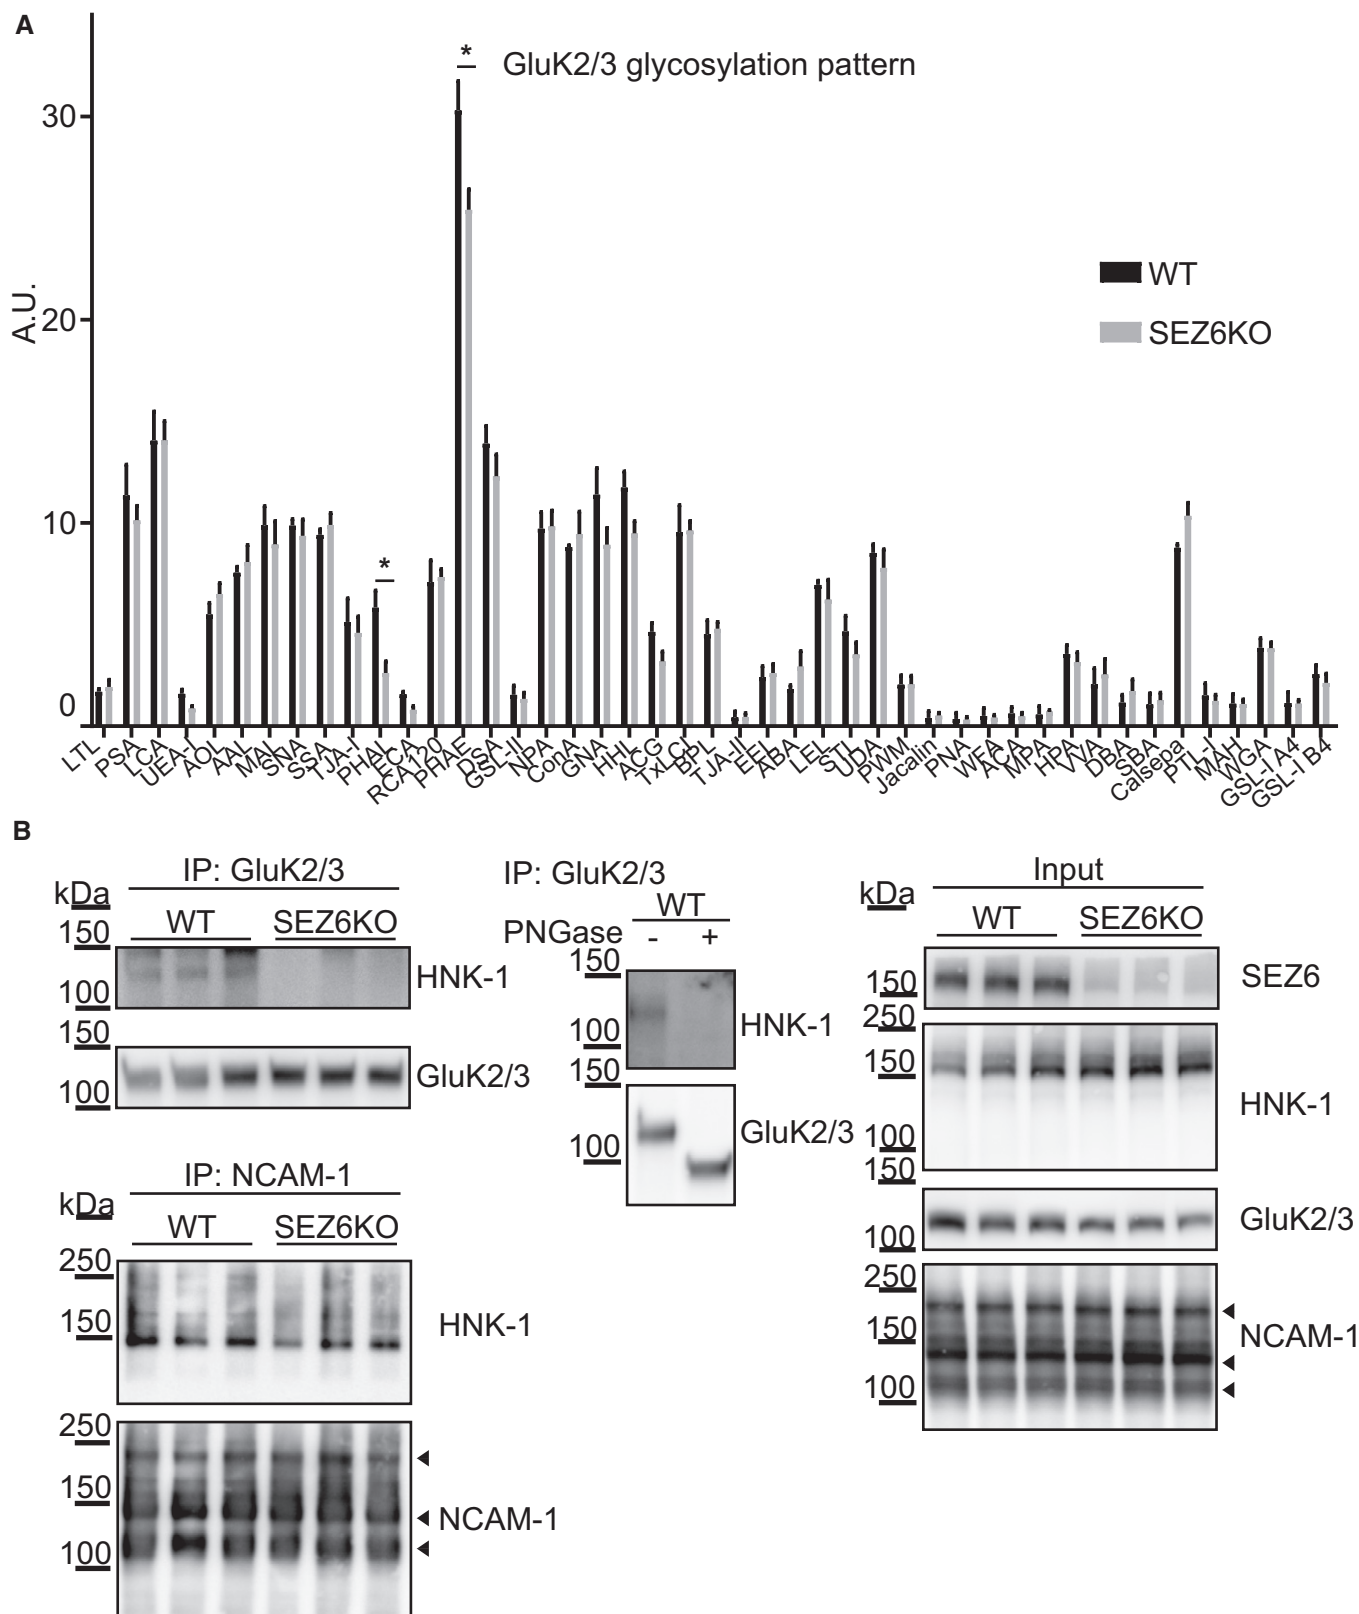 A
GluK2/3 glycosylation pattern
*
*
A.U.
30
20
10
0
WT
SEZ6KO
LTL
PSA
LCA
UEA-I
AOL
AAL
MAL
SNA
SSA
TJA-I
PHAL
ECA
RCA120
PHAE
DSA
GSL-II
NPA
ConA
GNA
HHL
ACG
TxLCI
BPL
TJA-II
EEL
ABA
LEL
STL
UDA
PWM
Jacalin
PNA
WFA
ACA
MPA
HPA
VVA
DBA
SBA
Calsepa
PTL-I
MAH
WGA
GSL-I A4
GSL-I B4
B
IP: GluK2/3
kDa
WT SEZ6KO
150
HNK-1
100
150
GluK2/3
100
IP: NCAM-1
kDa
WT SEZ6KO
250
150
HNK-1
250
150
NCAM-1
100
IP: GluK2/3
WT
PNGase - +
150
HNK-1
100
150
GluK2/3
100
Input
kDa
WT SEZ6KO
SEZ6
150
250
150
HNK-1
100
150
GluK2/3
100
250
NCAM-1
150
100